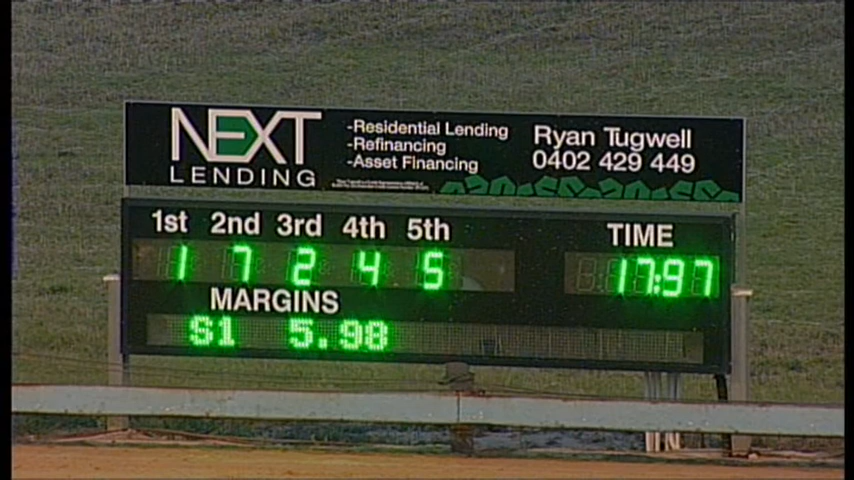 NEXT
LENDING
-Residential Lending
-Refinancing
-Asset Financing
Ryan Tugwell
0402 429 449
1st 2nd 3rd 4th 5th
TIME
1 7 2 4 5
17:97
MARGINS
S1 5.98